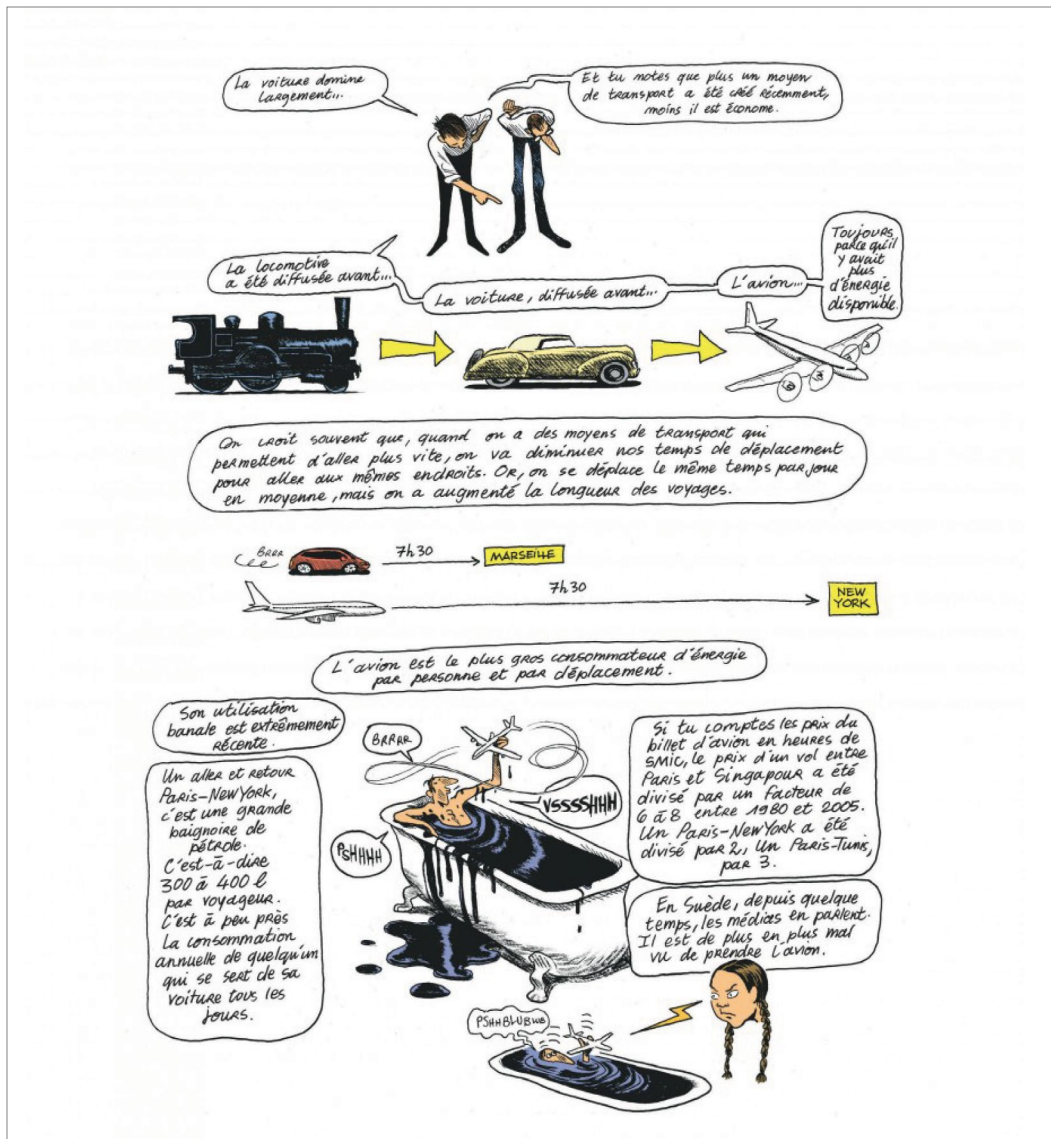 La voiture domine
largement...
Et tu notes que plus un moyen
de transport a été créé récemment,
moins il est économe.
La locomotive
a été diffusée avant...
La voiture, diffusée avant...
L'avion...
Toujours
parce qu'il
y avait
plus
d'énergie
disponible.
On croit souvent que, quand on a des moyens de transport qui
permettent d'aller plus vite, on va diminuer nos temps de déplacement
pour aller aux mêmes endroits. Or, on se déplace le même temps par jour
en moyenne, mais on a augmenté la longueur des voyages.
BRRR
7h30
MARSEILLE
7h30
NEW
YORK
L'avion est le plus gros consommateur d'énergie
par personne et par déplacement.
Son utilisation
banale est extrêmement
récente.
Un aller et retour
Paris-New York,
c'est une grande
baignoire de
pétrole.
C'est-à-dire
300 à 400 l
par voyageur.
C'est à peu près
la consommation
annuelle de quelqu'un
qui se sert de sa
voiture tous les
jours.
BRRRR
VSSSSHHH
PSHHHH
Si tu comptes les prix du
billet d'avion en heures de
SMIC, le prix d'un vol entre
Paris et Singapour a été
divisé par un facteur de
6 à 8 entre 1980 et 2005.
Un Paris-New York a été
divisé par 2, un Paris-Tunis,
par 3.
En Suède, depuis quelque
temps, les médias en parlent.
Il est de plus en plus mal
vu de prendre l'avion.
PSHHBLUBLUB